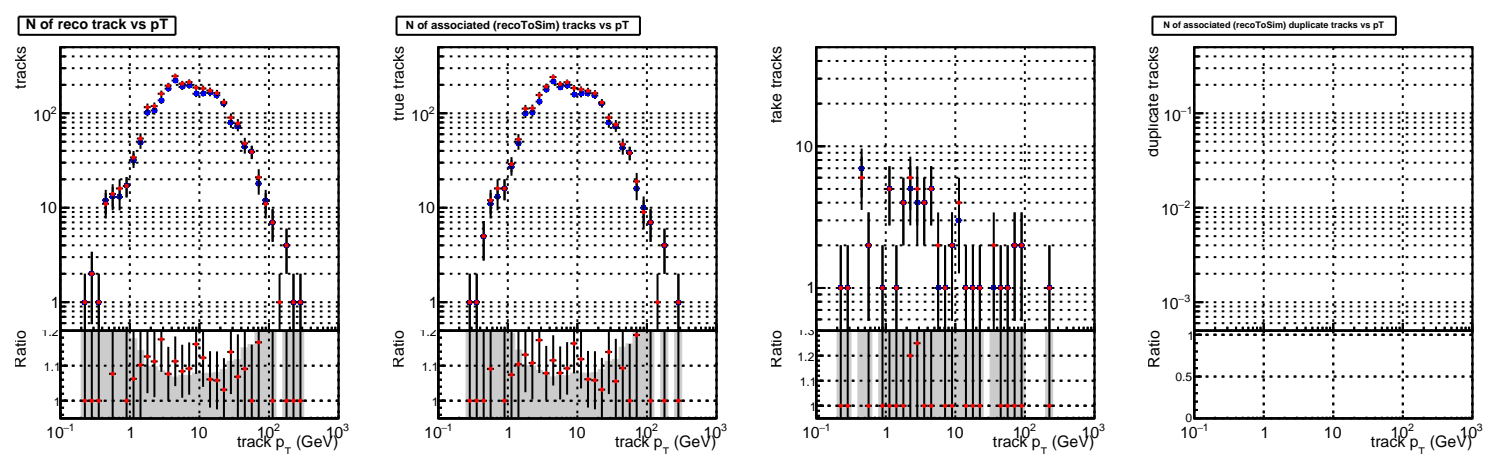 N of reco track vs pT
tracks
10²
10
1
Ratio
1.2
1.1
1
10⁻¹ 1 10 10² 10³
track p_T (GeV)
N of associated (recoToSim) tracks vs pT
true tracks
10²
10
1
Ratio
1.2
1.1
1
10⁻¹ 1 10 10² 10³
track p_T (GeV)
fake tracks
10
1
Ratio
1.3
1.2
1.1
1
10⁻¹ 1 10 10² 10³
track p_T (GeV)
N of associated (recoToSim) duplicate tracks vs pT
duplicate tracks
10⁻¹
10⁻²
10⁻³
Ratio
1
0.5
0
10⁻¹ 1 10 10² 10³
track p_T (GeV)